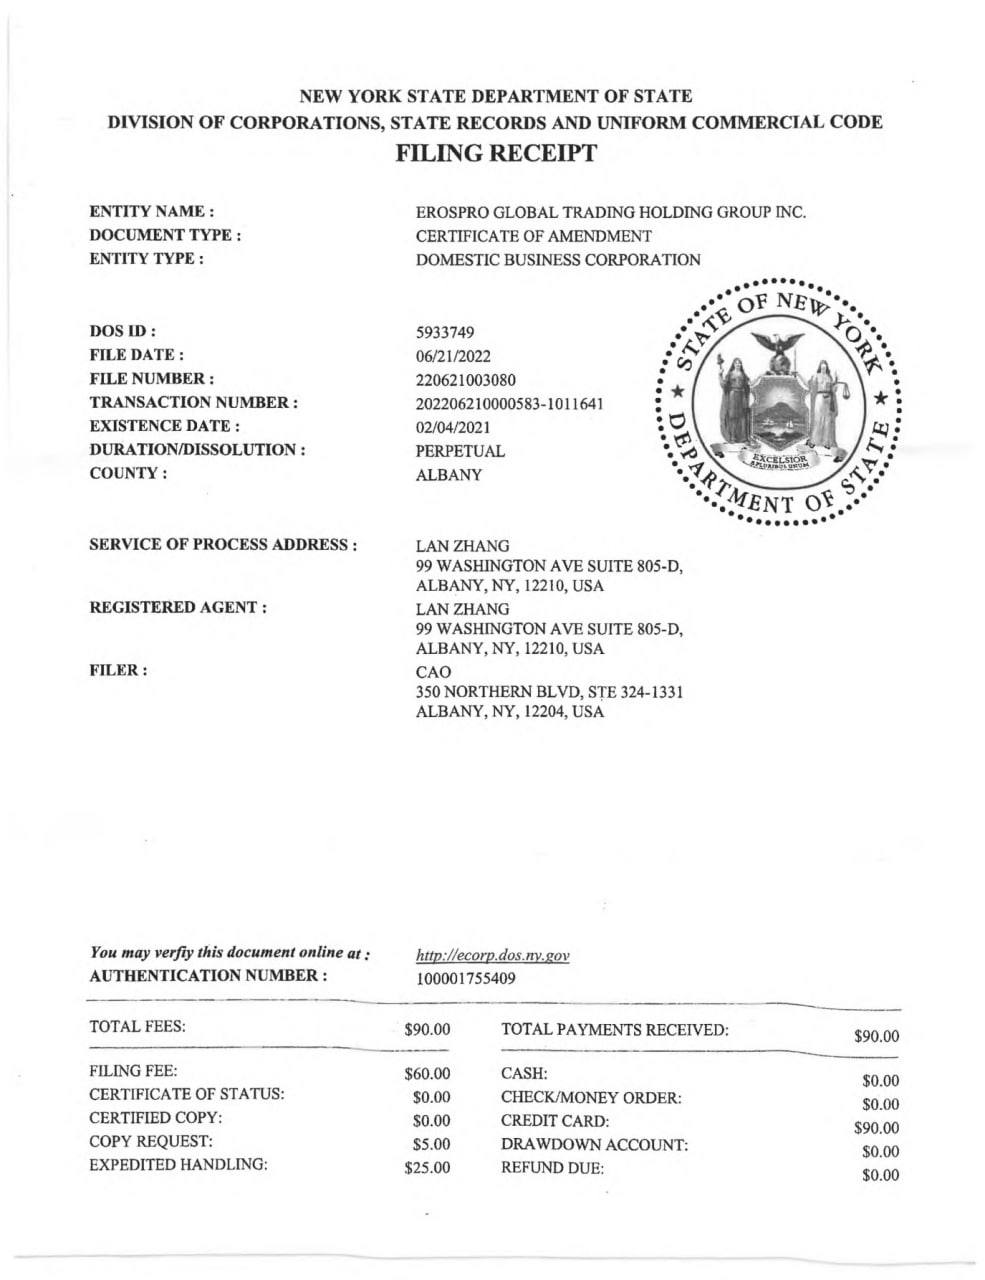 NEW YORK STATE DEPARTMENT OF STATE
DIVISION OF CORPORATIONS, STATE RECORDS AND UNIFORM COMMERCIAL CODE
FILING RECEIPT
ENTITY NAME : EROSPRO GLOBAL TRADING HOLDING GROUP INC.
DOCUMENT TYPE : CERTIFICATE OF AMENDMENT
ENTITY TYPE : DOMESTIC BUSINESS CORPORATION
STATE OF NEW YORK
DEPARTMENT OF STATE
EXCELSIOR
E PLURIBUS UNUM
DOS ID : 5933749
FILE DATE : 06/21/2022
FILE NUMBER : 220621003080
TRANSACTION NUMBER : 202206210000583-1011641
EXISTENCE DATE : 02/04/2021
DURATION/DISSOLUTION : PERPETUAL
COUNTY : ALBANY
SERVICE OF PROCESS ADDRESS : LAN ZHANG
99 WASHINGTON AVE SUITE 805-D,
ALBANY, NY, 12210, USA
REGISTERED AGENT : LAN ZHANG
99 WASHINGTON AVE SUITE 805-D,
ALBANY, NY, 12210, USA
FILER : CAO
350 NORTHERN BLVD, STE 324-1331
ALBANY, NY, 12204, USA
You may verfiy this document online at : http://ecorp.dos.ny.gov
AUTHENTICATION NUMBER : 100001755409
TOTAL FEES: $90.00 TOTAL PAYMENTS RECEIVED: $90.00
FILING FEE: $60.00 CASH: $0.00
CERTIFICATE OF STATUS: $0.00 CHECK/MONEY ORDER: $0.00
CERTIFIED COPY: $0.00 CREDIT CARD: $90.00
COPY REQUEST: $5.00 DRAWDOWN ACCOUNT: $0.00
EXPEDITED HANDLING: $25.00 REFUND DUE: $0.00